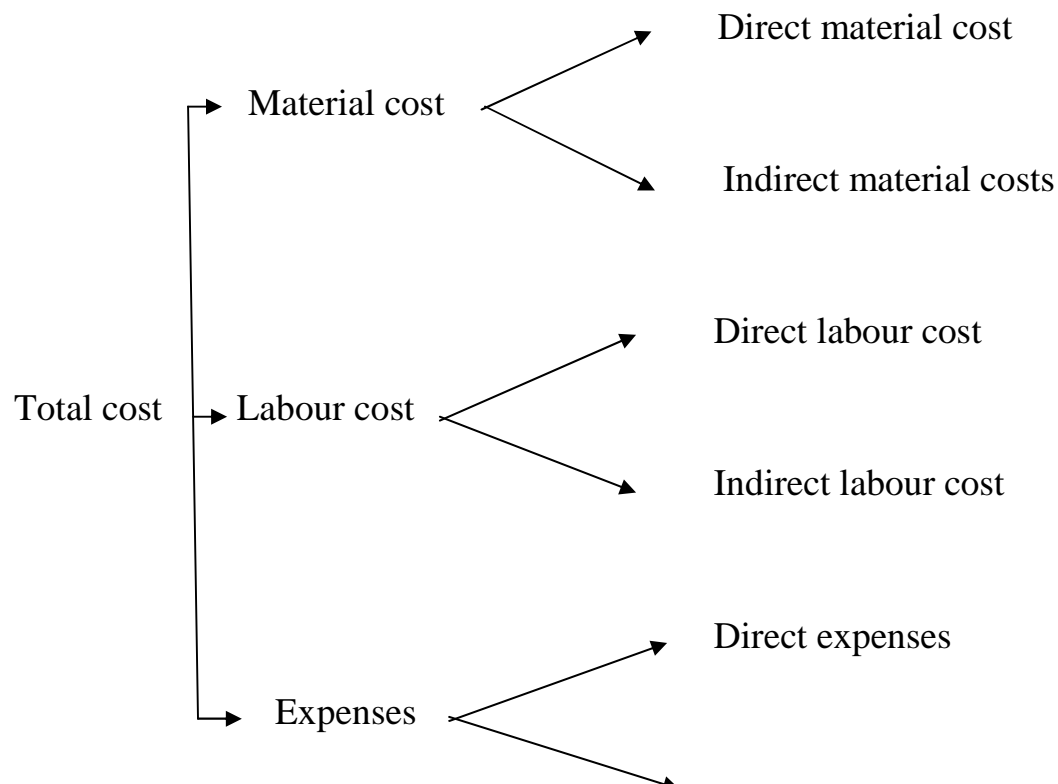 Direct material cost
Material cost
Indirect material costs
Direct labour cost
Total cost
Labour cost
Indirect labour cost
Direct expenses
Expenses